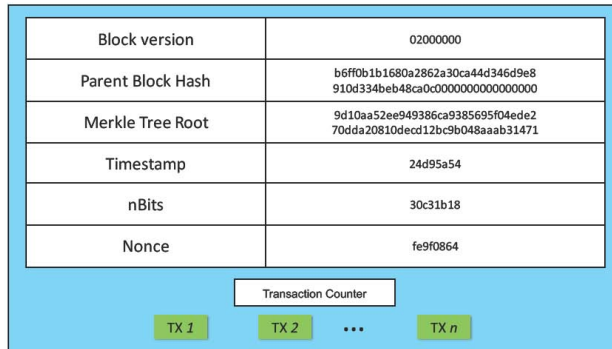 Block version 02000000
Parent Block Hash b6ff0b1b1680a2862a30ca44d346d9e8
910d334beb48ca0c0000000000000000
Merkle Tree Root 9d10aa52ee949386ca9385695f04ede2
70dda20810decd12bc9b048aaab31471
Timestamp 24d95a54
nBits 30c31b18
Nonce fe9f0864
Transaction Counter
TX 1 TX 2 ... TX n